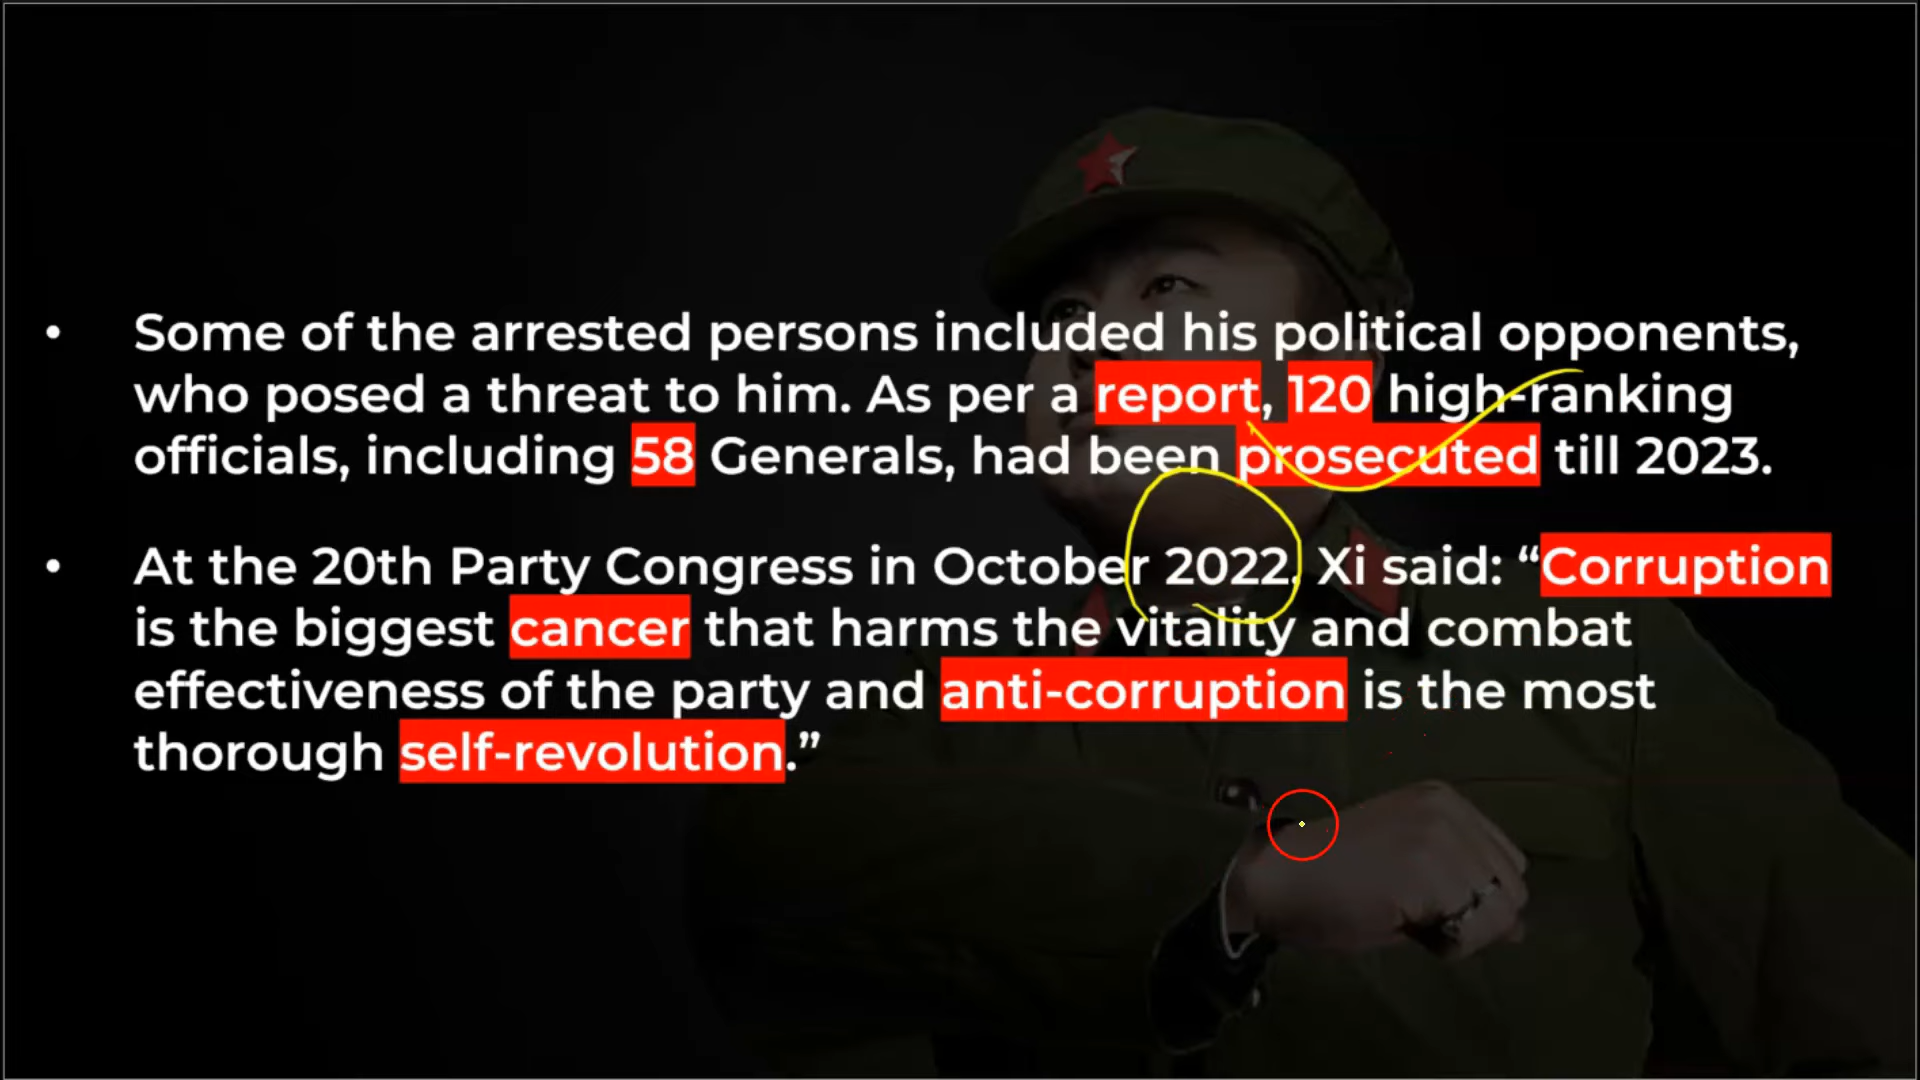 • Some of the arrested persons included his political opponents,
who posed a threat to him. As per a report, 120 high-ranking
officials, including 58 Generals, had been prosecuted till 2023.
• At the 20th Party Congress in October 2022, Xi said: “Corruption
is the biggest cancer that harms the vitality and combat
effectiveness of the party and anti-corruption is the most
thorough self-revolution.”